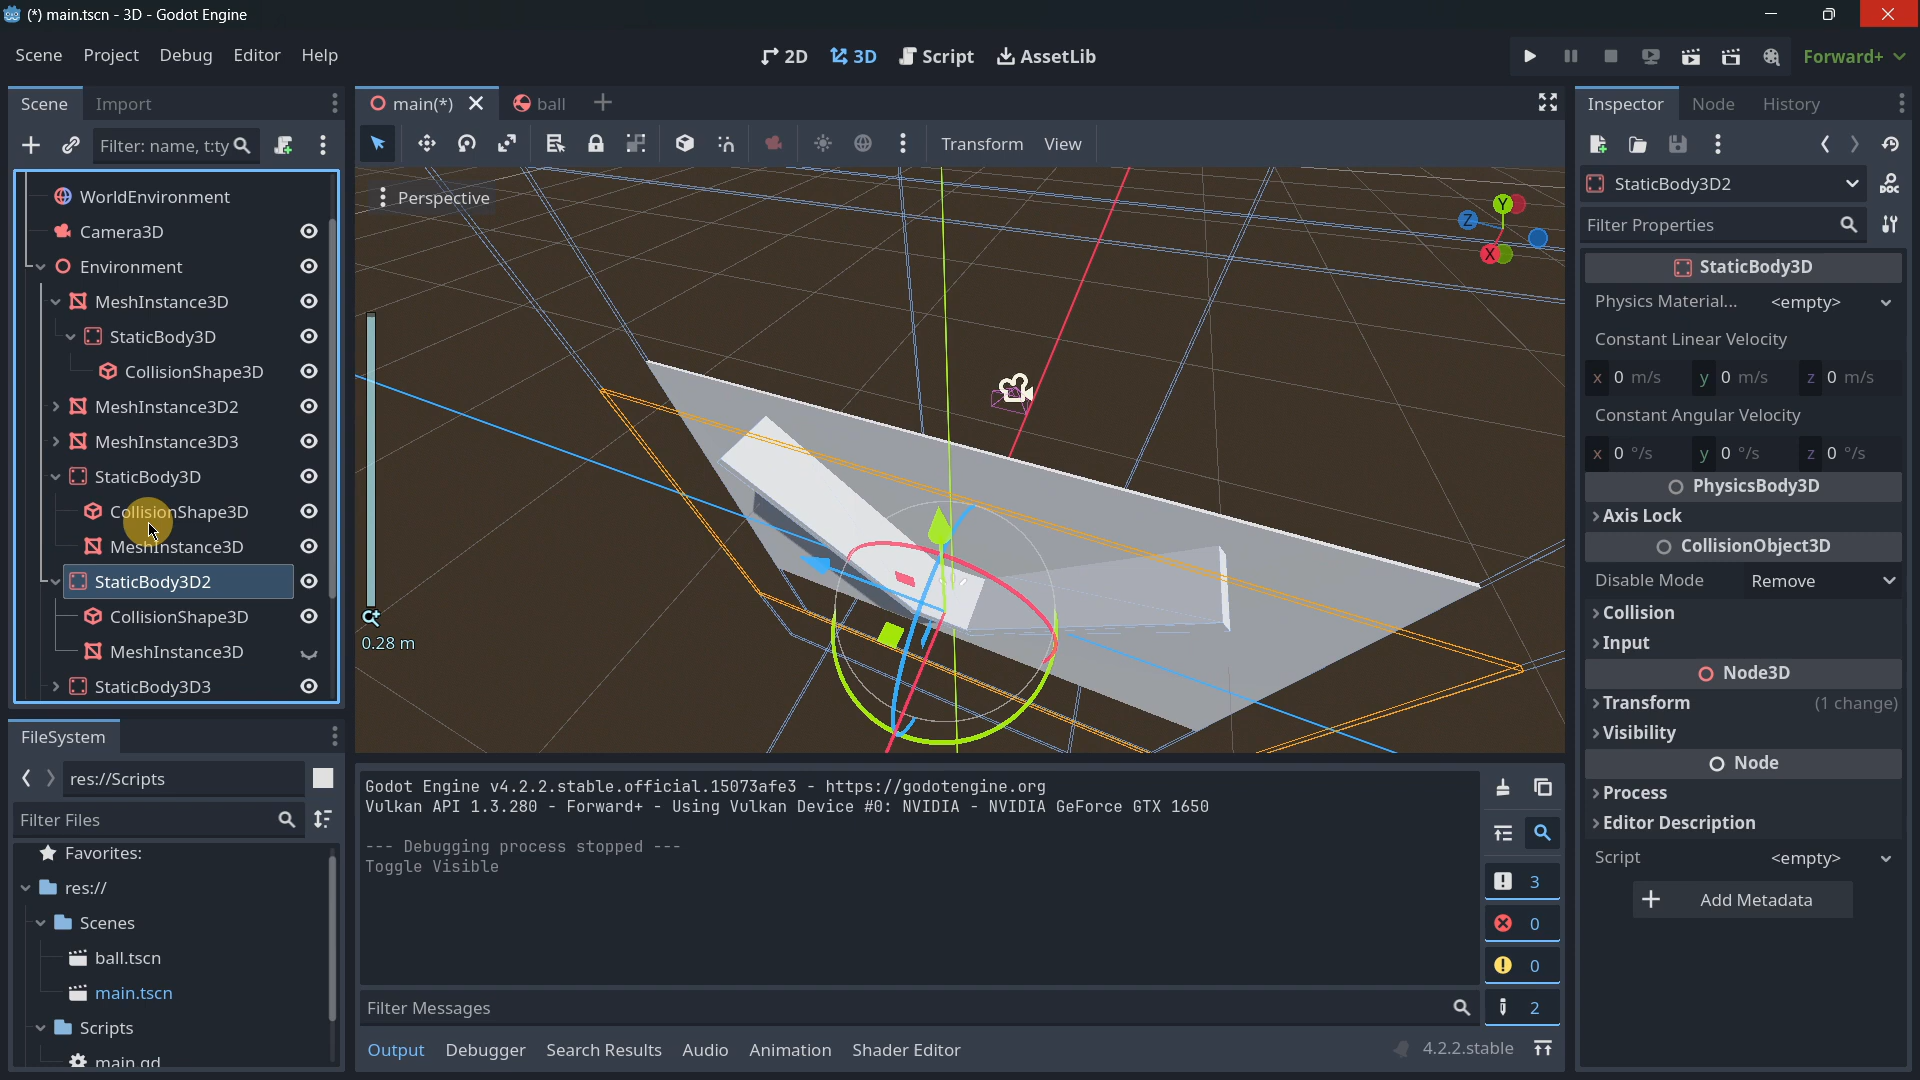 (*) main.tscn - 3D - Godot Engine
Scene Project Debug Editor Help
2D 3D Script AssetLib
Forward+
Scene Import
main(*) ball
Inspector Node History
Filter: name, t:ty
Transform View
WorldEnvironment
Camera3D
Environment
MeshInstance3D
StaticBody3D
CollisionShape3D
MeshInstance3D2
MeshInstance3D3
StaticBody3D
CollisionShape3D
MeshInstance3D
StaticBody3D2
CollisionShape3D
MeshInstance3D
StaticBody3D3
Perspective
Y
Z
X
0.28 m
StaticBody3D2
Filter Properties
StaticBody3D
Physics Material... <empty>
Constant Linear Velocity
x 0 m/s y 0 m/s z 0 m/s
Constant Angular Velocity
x 0 °/s y 0 °/s z 0 °/s
PhysicsBody3D
Axis Lock
CollisionObject3D
Disable Mode Remove
Collision
Input
Node3D
Transform (1 change)
Visibility
Node
Process
Editor Description
Script <empty>
Add Metadata
FileSystem
res://Scripts
Filter Files
Favorites:
res://
Scenes
ball.tscn
main.tscn
Scripts
main.gd
Godot Engine v4.2.2.stable.official.15073afe3 - https://godotengine.org
Vulkan API 1.3.280 - Forward+ - Using Vulkan Device #0: NVIDIA - NVIDIA GeForce GTX 1650
--- Debugging process stopped ---
Toggle Visible
3
0
0
2
Filter Messages
Output Debugger Search Results Audio Animation Shader Editor
4.2.2.stable